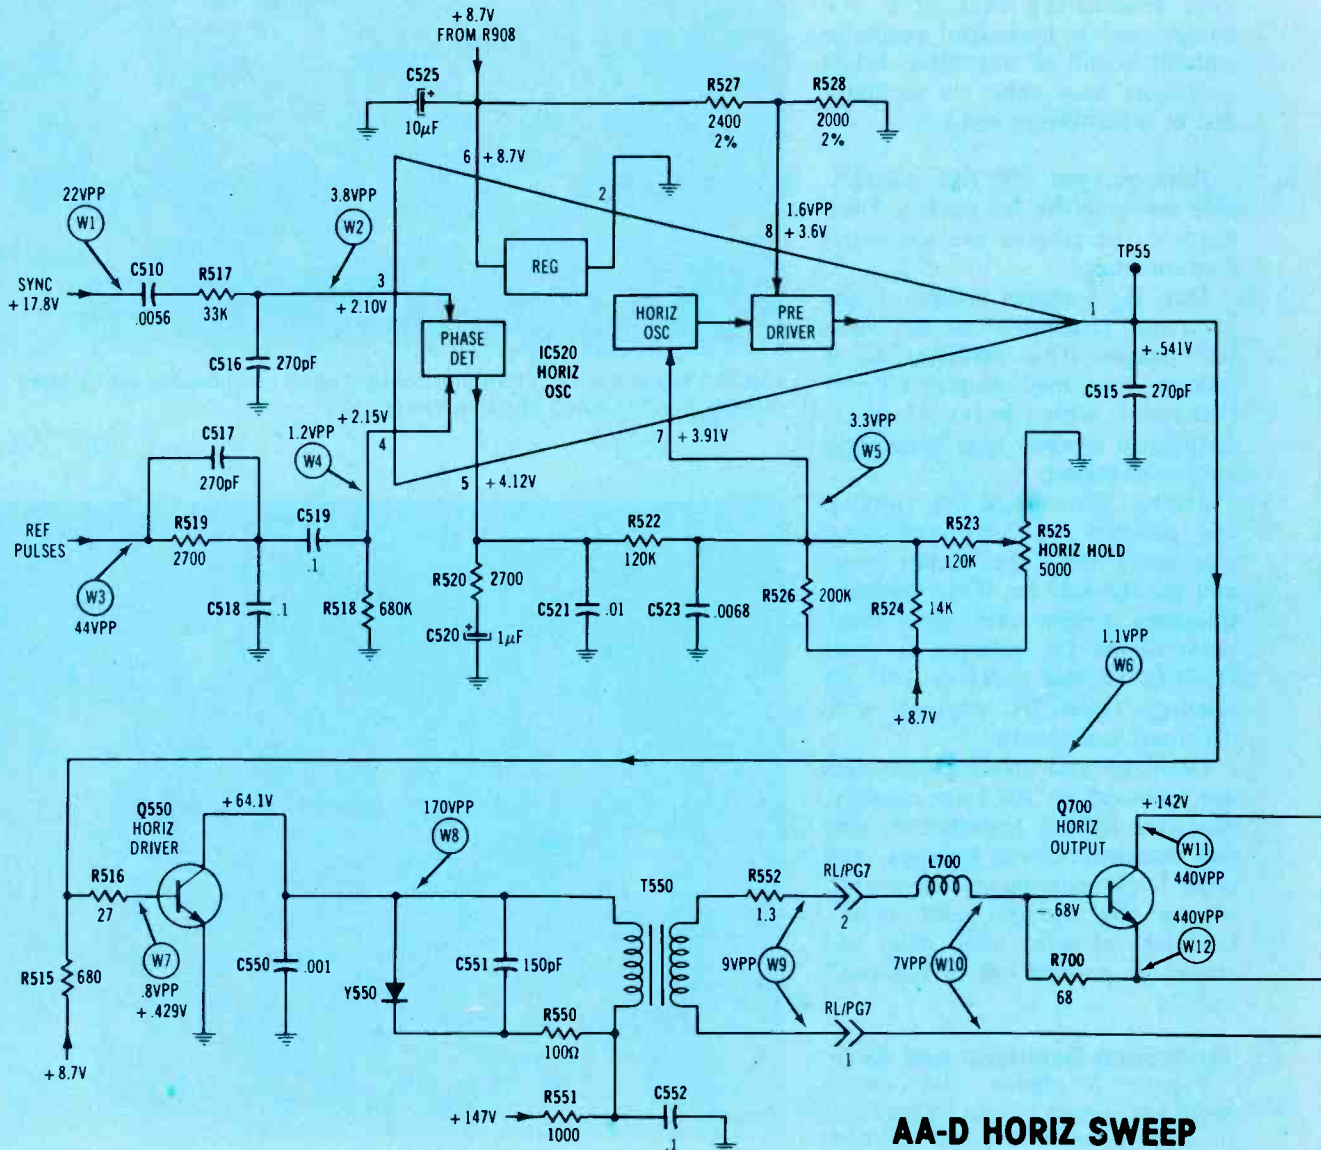 +8.7V
FROM R908
C525
+
10µF
R527
2400
2%
R528
2000
2%
6
+8.7V
2
22VPP
W1
3.8VPP
W2
1.6VPP
8
+3.6V
TP55
SYNC
+17.8V
C510
.0056
R517
33K
3
+2.10V
REG
HORIZ
OSC
PRE
DRIVER
1
+.541V
C516
270pF
PHASE
DET
IC520
HORIZ
OSC
C515
270pF
C517
270pF
1.2VPP
W4
+2.15V
4
5
+4.12V
7
+3.91V
3.3VPP
W5
REF
PULSES
R519
2700
C519
.1
R522
120K
R523
120K
R525
HORIZ HOLD
5000
W3
44VPP
C518
.1
R518
680K
R520
2700
C521
.01
C523
.0068
R526
200K
R524
14K
C520
+
1µF
+8.7V
1.1VPP
W6
Q550
HORIZ
DRIVER
+64.1V
170VPP
W8
Q700
HORIZ
OUTPUT
+142V
W11
440VPP
R516
27
T550
R552
1.3
RL/PG7
2
L700
-.68V
440VPP
W12
R515
680
W7
.8VPP
+.429V
C550
.001
Y550
C551
150pF
9VPP
W9
7VPP
W10
R700
68
R550
100Ω
RL/PG7
1
+8.7V
+147V
R551
1000
C552
.1
AA-D HORIZ SWEEP